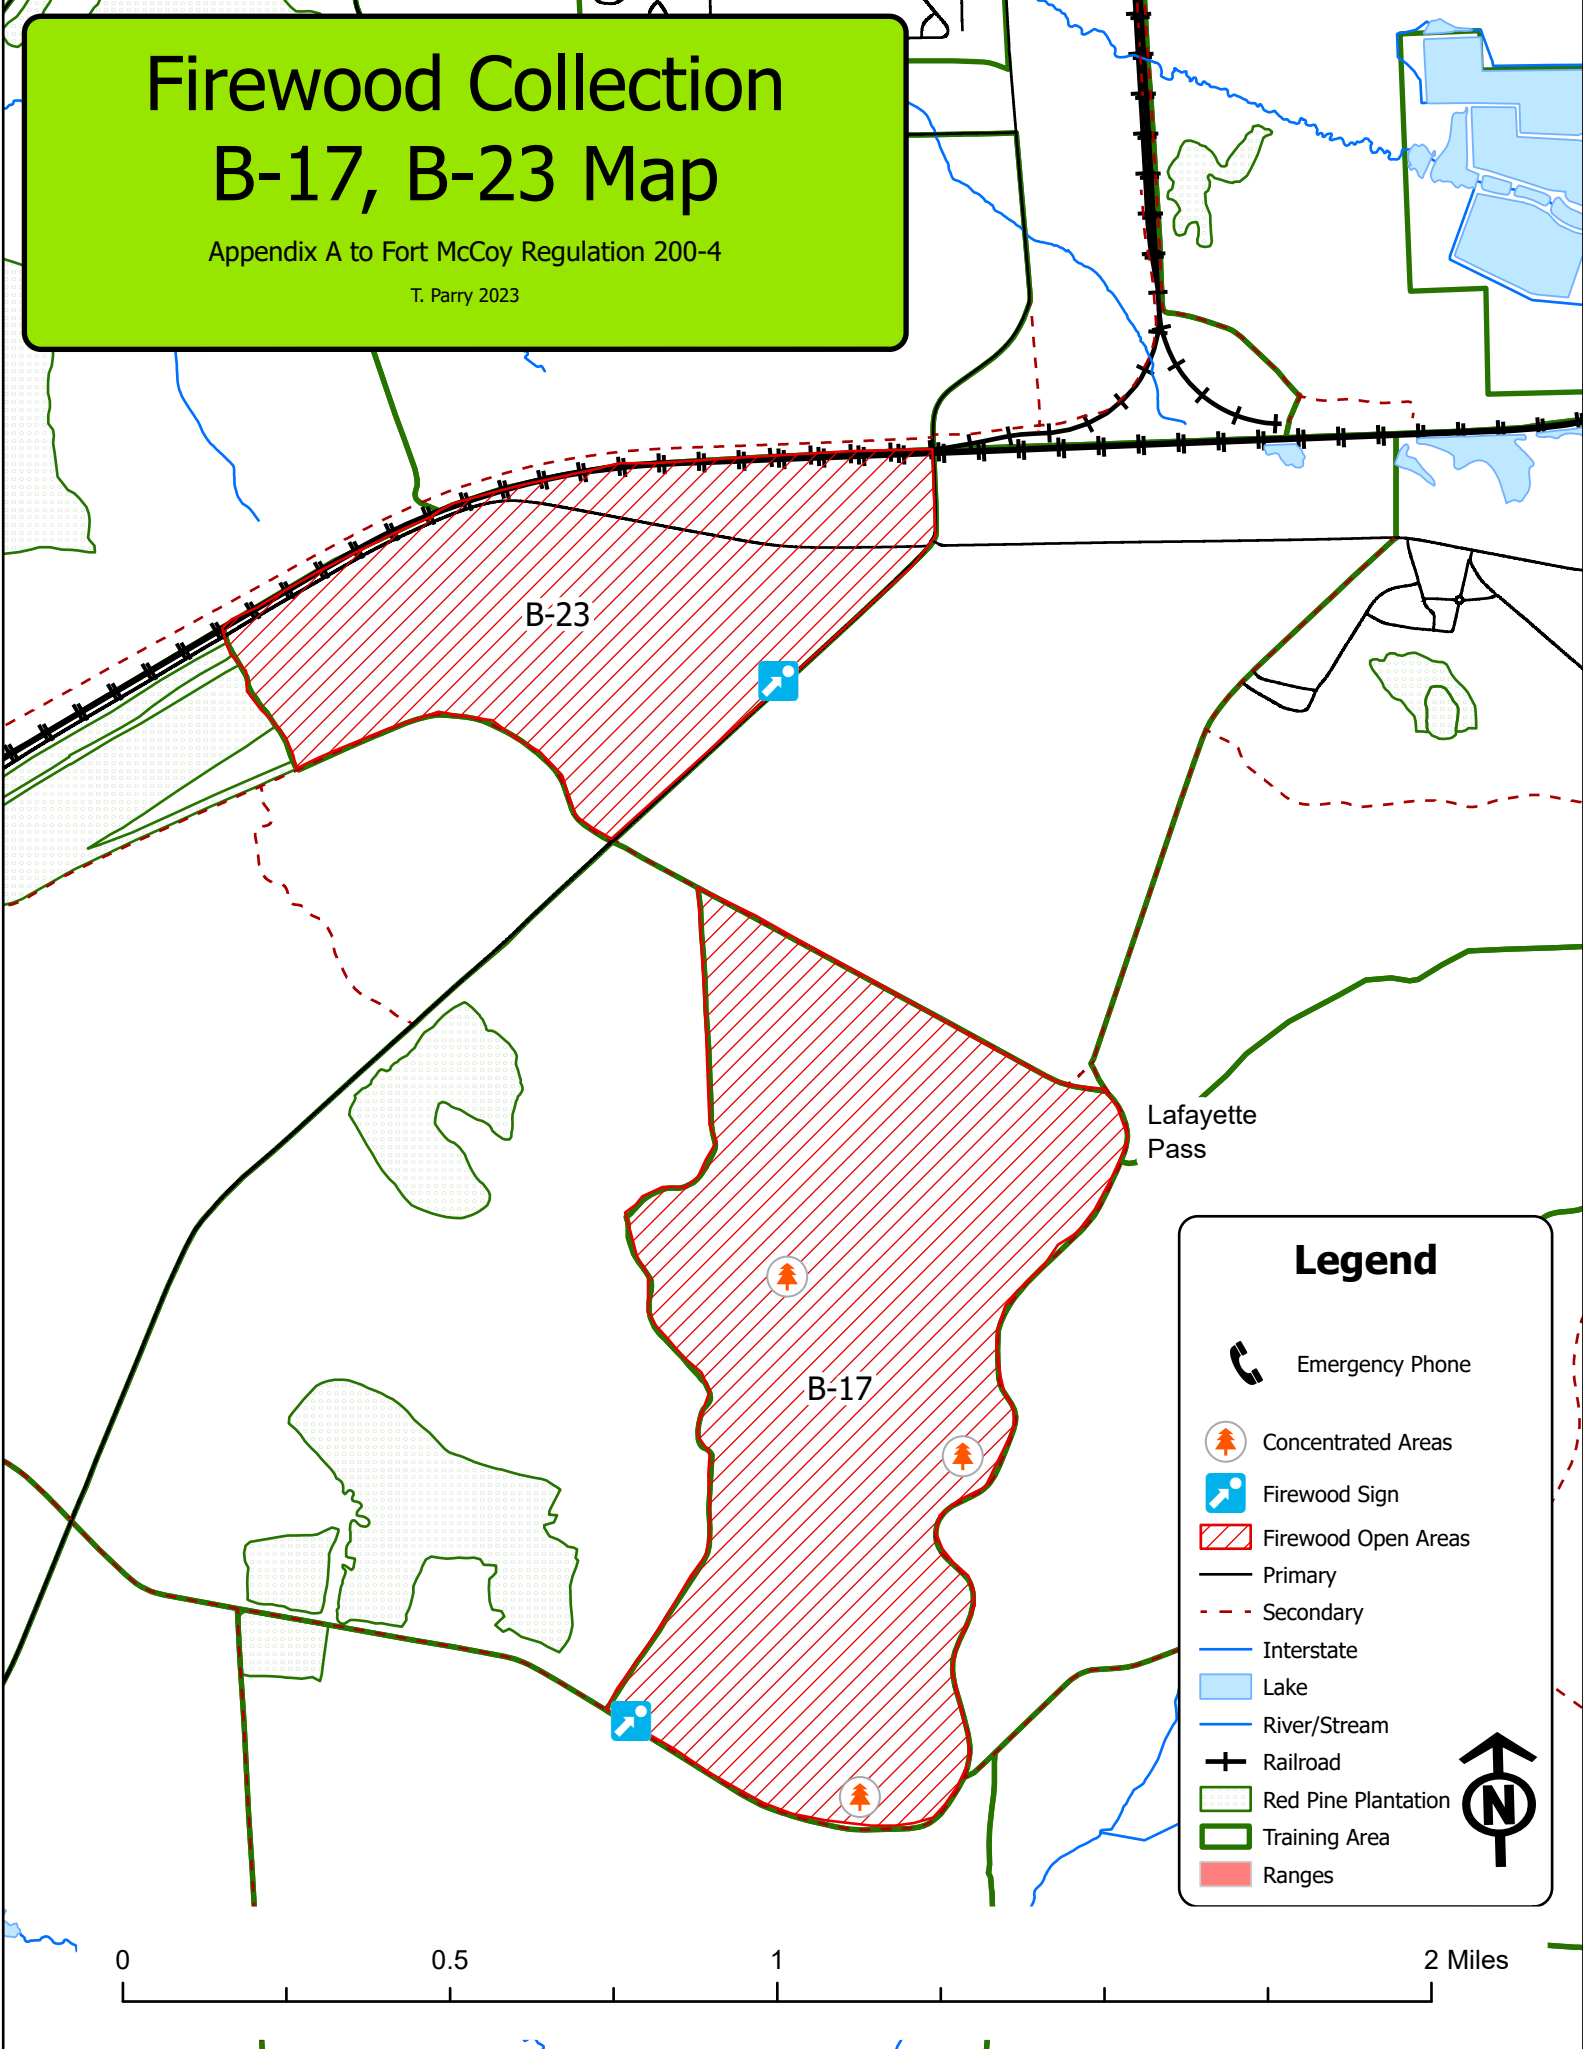 Firewood Collection
B-17, B-23 Map
Appendix A to Fort McCoy Regulation 200-4
T. Parry 2023
B-23
Lafayette
Pass
B-17
Legend
Emergency Phone
Concentrated Areas
Firewood Sign
Firewood Open Areas
Primary
Secondary
Interstate
Lake
River/Stream
Railroad
Red Pine Plantation
Training Area
Ranges
N
0 0.5 1 2 Miles